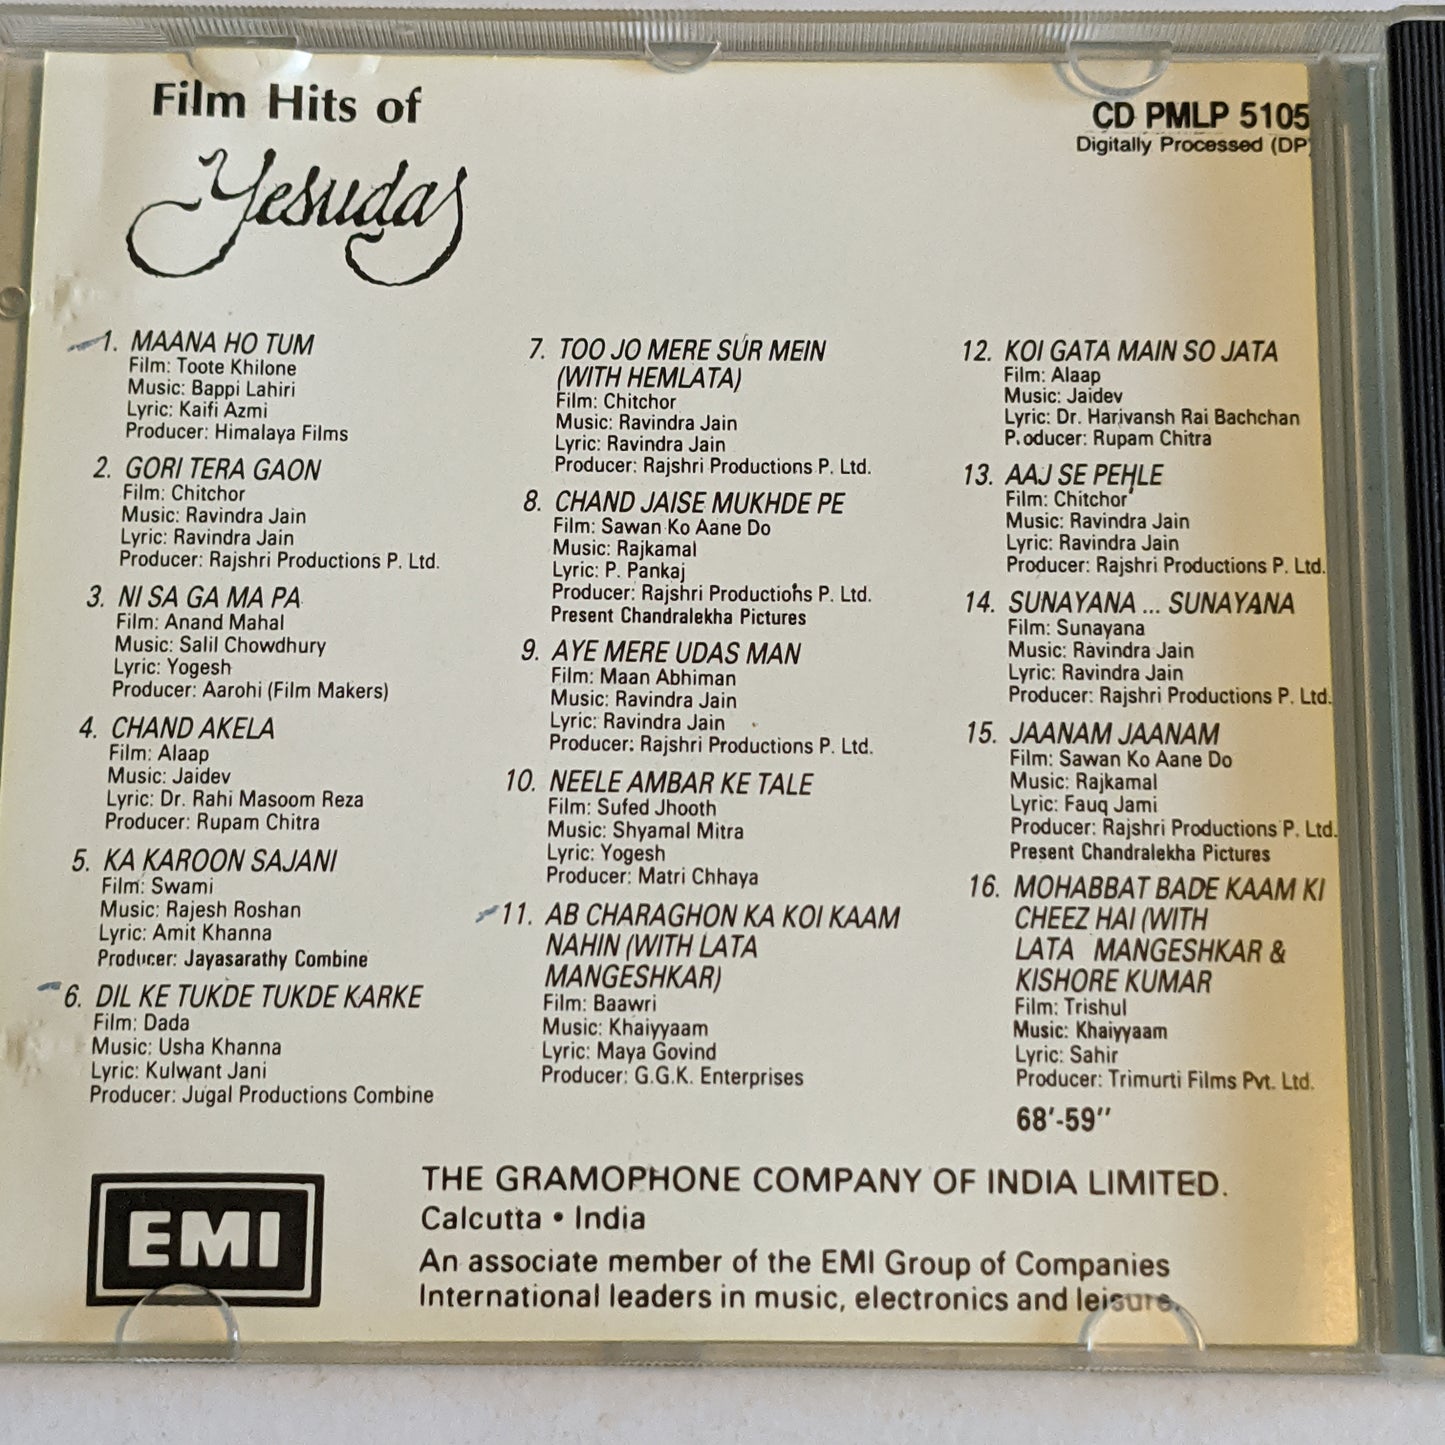 Film Hits of
Yesudas
CD PMLP 5105
Digitally Processed (DP)
1. MAANA HO TUM
Film: Toote Khilone
Music: Bappi Lahiri
Lyric: Kaifi Azmi
Producer: Himalaya Films
2. GORI TERA GAON
Film: Chitchor
Music: Ravindra Jain
Lyric: Ravindra Jain
Producer: Rajshri Productions P. Ltd.
3. NI SA GA MA PA
Film: Anand Mahal
Music: Salil Chowdhury
Lyric: Yogesh
Producer: Aarohi (Film Makers)
4. CHAND AKELA
Film: Alaap
Music: Jaidev
Lyric: Dr. Rahi Masoom Reza
Producer: Rupam Chitra
5. KA KAROON SAJANI
Film: Swami
Music: Rajesh Roshan
Lyric: Amit Khanna
Producer: Jayasarathy Combine
6. DIL KE TUKDE TUKDE KARKE
Film: Dada
Music: Usha Khanna
Lyric: Kulwant Jani
Producer: Jugal Productions Combine
7. TOO JO MERE SUR MEIN
(WITH HEMLATA)
Film: Chitchor
Music: Ravindra Jain
Lyric: Ravindra Jain
Producer: Rajshri Productions P. Ltd.
8. CHAND JAISE MUKHDE PE
Film: Sawan Ko Aane Do
Music: Rajkamal
Lyric: P. Pankaj
Producer: Rajshri Productions P. Ltd.
Present Chandralekha Pictures
9. AYE MERE UDAS MAN
Film: Maan Abhiman
Music: Ravindra Jain
Lyric: Ravindra Jain
Producer: Rajshri Productions P. Ltd.
10. NEELE AMBAR KE TALE
Film: Sufed Jhooth
Music: Shyamal Mitra
Lyric: Yogesh
Producer: Matri Chhaya
11. AB CHARAGHON KA KOI KAAM
NAHIN (WITH LATA
MANGESHKAR)
Film: Baawri
Music: Khaiyyaam
Lyric: Maya Govind
Producer: G.G.K. Enterprises
12. KOI GATA MAIN SO JATA
Film: Alaap
Music: Jaidev
Lyric: Dr. Harivansh Rai Bachchan
Producer: Rupam Chitra
13. AAJ SE PEHLE
Film: Chitchor
Music: Ravindra Jain
Lyric: Ravindra Jain
Producer: Rajshri Productions P. Ltd.
14. SUNAYANA ... SUNAYANA
Film: Sunayana
Music: Ravindra Jain
Lyric: Ravindra Jain
Producer: Rajshri Productions P. Ltd.
15. JAANAM JAANAM
Film: Sawan Ko Aane Do
Music: Rajkamal
Lyric: Fauq Jami
Producer: Rajshri Productions P. Ltd.
Present Chandralekha Pictures
16. MOHABBAT BADE KAAM KI
CHEEZ HAI (WITH
LATA MANGESHKAR &
KISHORE KUMAR
Film: Trishul
Music: Khaiyyaam
Lyric: Sahir
Producer: Trimurti Films Pvt. Ltd.
68'-59"
EMI
THE GRAMOPHONE COMPANY OF INDIA LIMITED.
Calcutta • India
An associate member of the EMI Group of Companies
International leaders in music, electronics and leisure.